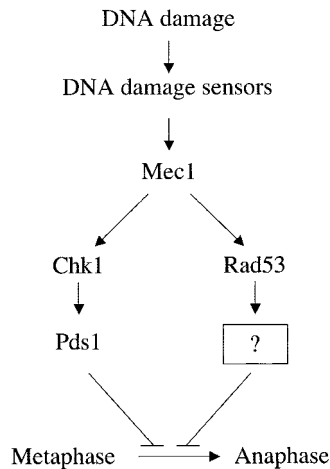 DNA damage
DNA damage sensors
Mec1
Chk1 Rad53
Pds1 ?
Metaphase Anaphase